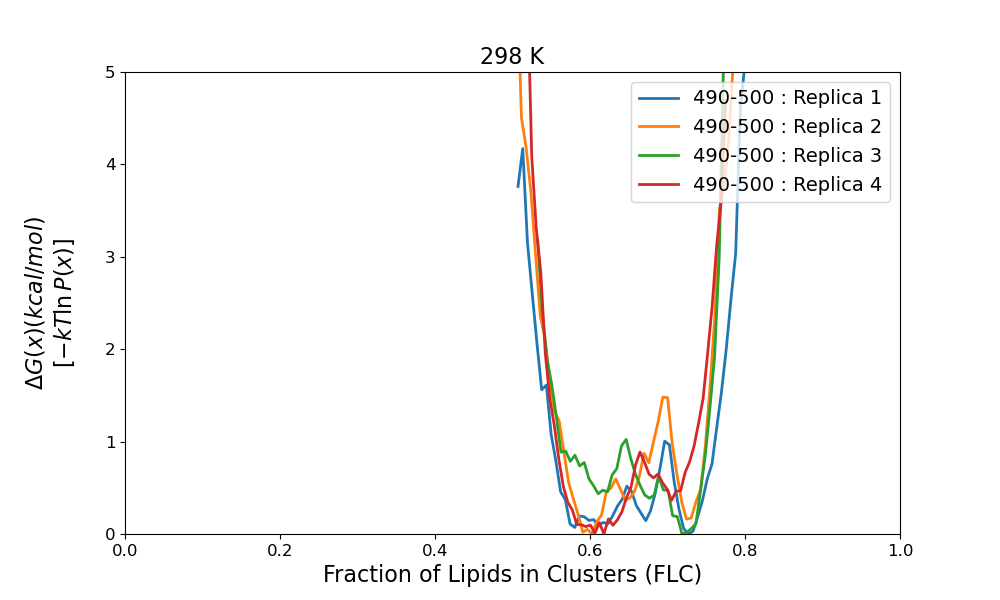 298 K
490-500 : Replica 1
490-500 : Replica 2
490-500 : Replica 3
490-500 : Replica 4
5
4
3
2
1
0
ΔG(x)(kcal/mol)
[−kTln P(x)]
0.0 0.2 0.4 0.6 0.8 1.0
Fraction of Lipids in Clusters (FLC)